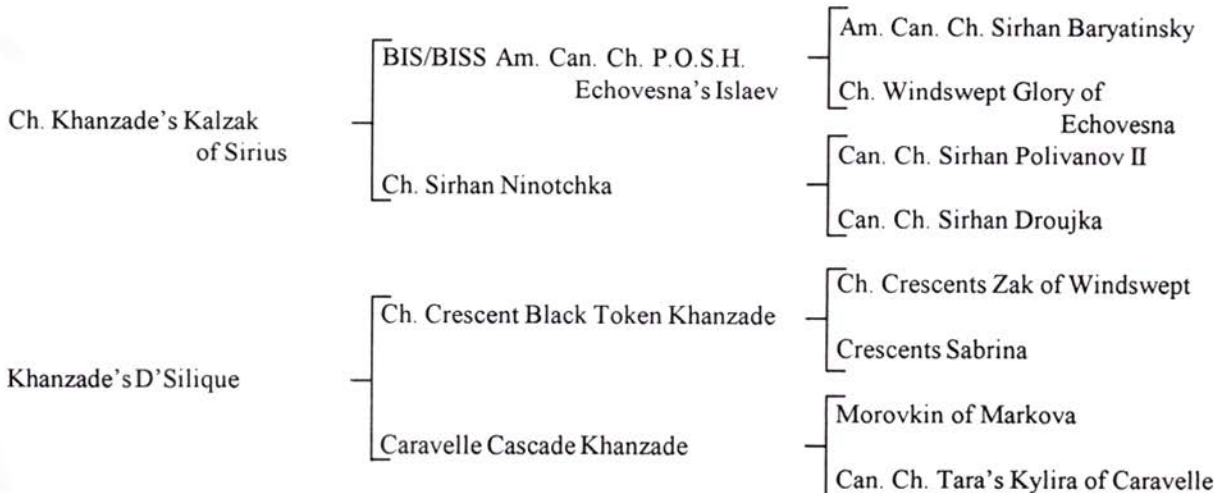 Am. Can. Ch. Sirhan Baryatinsky
BIS/BISS Am. Can. Ch. P.O.S.H.
Echovesna's Islaev
Ch. Windswept Glory of
Echovesna
Ch. Khanzade's Kalzak
of Sirius
Can. Ch. Sirhan Polivanov II
Ch. Sirhan Ninotchka
Can. Ch. Sirhan Droujka
Ch. Crescents Zak of Windswept
Ch. Crescent Black Token Khanzade
Crescents Sabrina
Khanzade's D'Silique
Morovkin of Markova
Caravelle Cascade Khanzade
Can. Ch. Tara's Kylira of Caravelle